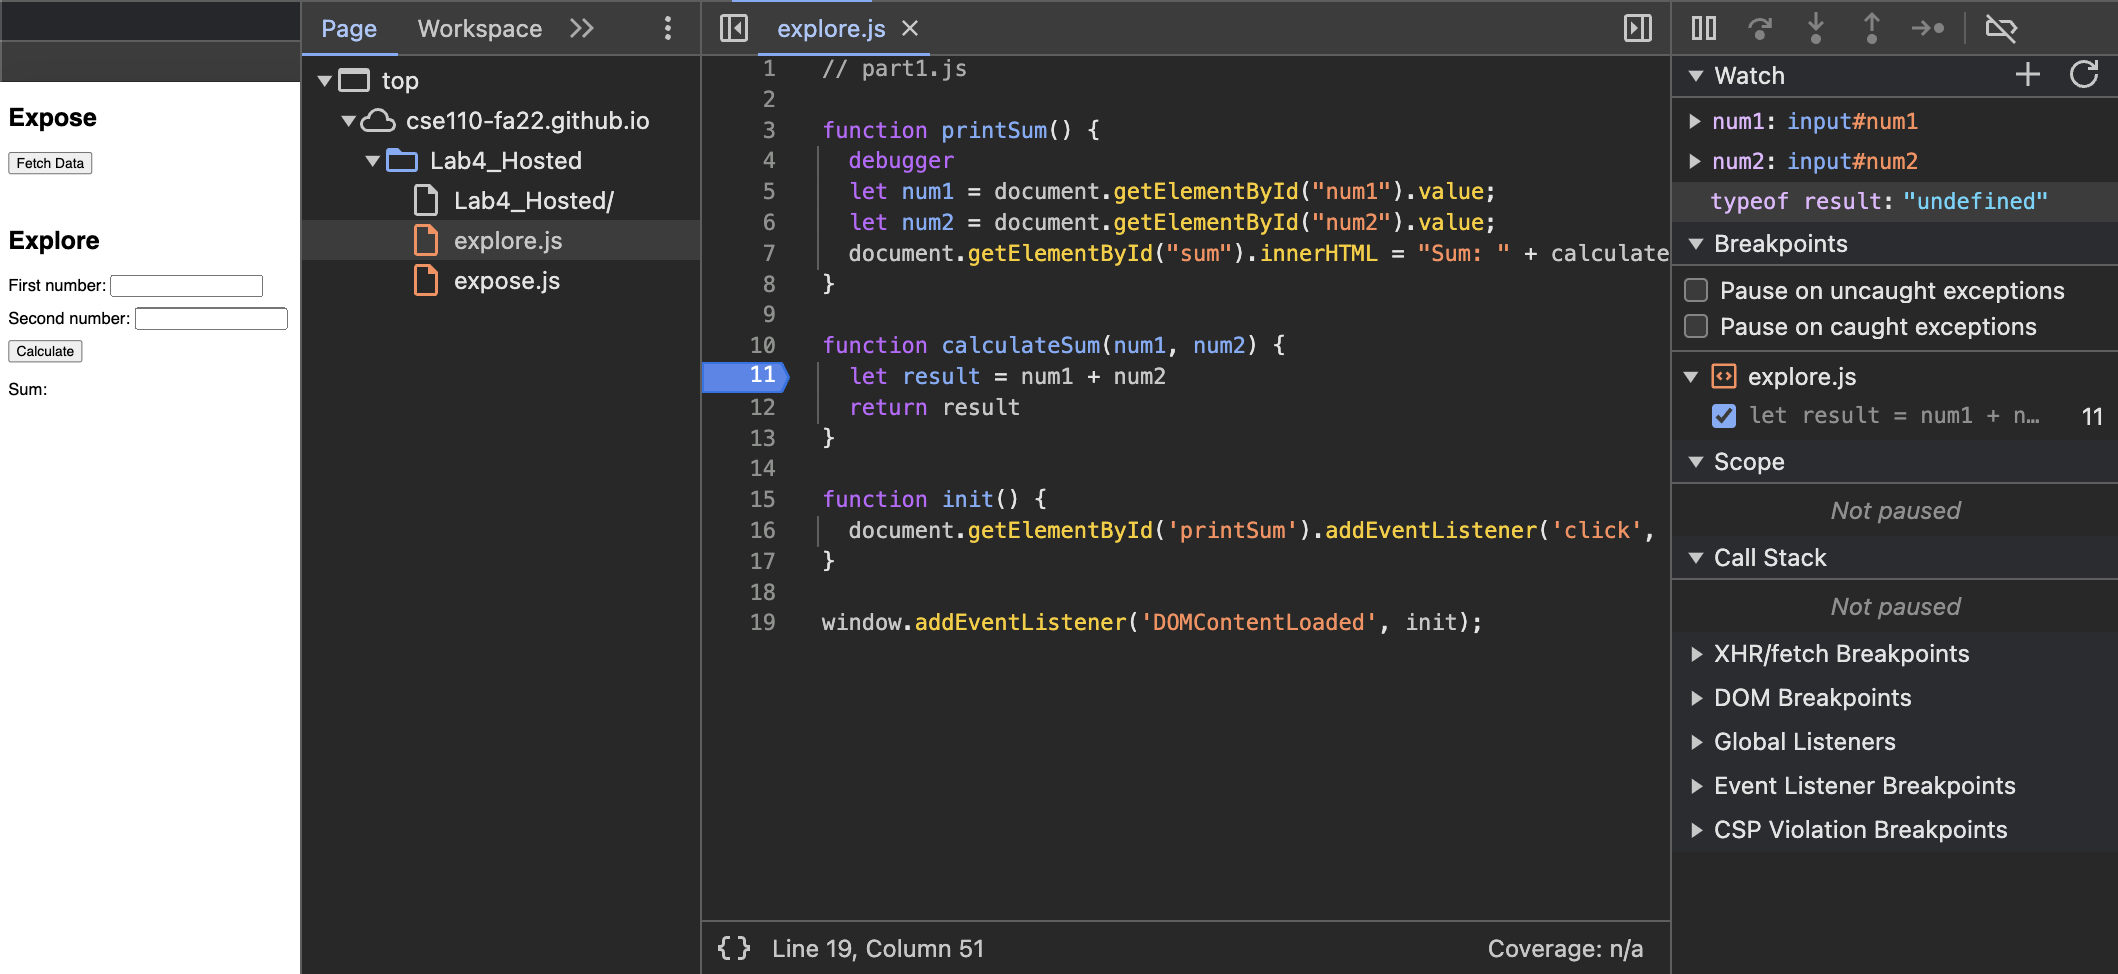 Expose
Fetch Data
Explore
First number:
Second number:
Calculate
Sum:
Page Workspace
top
cse110-fa22.github.io
Lab4_Hosted
Lab4_Hosted/
explore.js
expose.js
explore.js
1 // part1.js
2
3 function printSum() {
4 debugger
5 let num1 = document.getElementById("num1").value;
6 let num2 = document.getElementById("num2").value;
7 document.getElementById("sum").innerHTML = "Sum: " + calculate
8 }
9
10 function calculateSum(num1, num2) {
11 let result = num1 + num2
12 return result
13 }
14
15 function init() {
16 document.getElementById('printSum').addEventListener('click',
17 }
18
19 window.addEventListener('DOMContentLoaded', init);
{} Line 19, Column 51
Coverage: n/a
Watch
num1: input#num1
num2: input#num2
typeof result: "undefined"
Breakpoints
Pause on uncaught exceptions
Pause on caught exceptions
explore.js
let result = num1 + n… 11
Scope
Not paused
Call Stack
Not paused
XHR/fetch Breakpoints
DOM Breakpoints
Global Listeners
Event Listener Breakpoints
CSP Violation Breakpoints